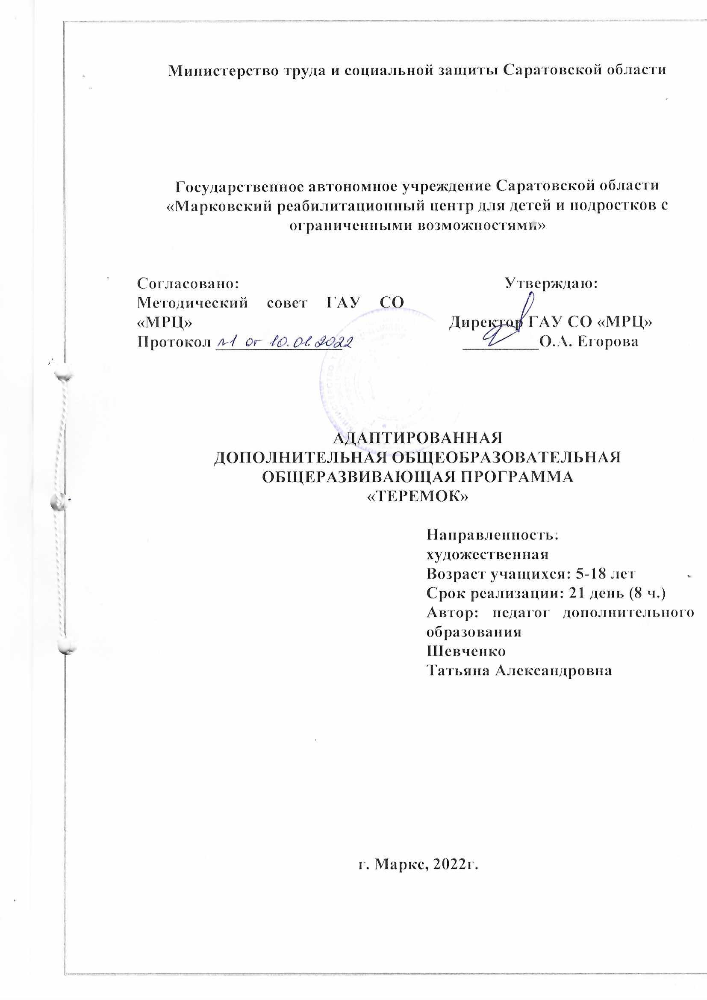 Министерство труда и социальной защиты Саратовской области
Государственное автономное учреждение Саратовской области
«Марковский реабилитационный центр для детей и подростков с
ограниченными возможностями»
Согласовано:
Методический совет ГАУ СО
«МРЦ»
Протокол №1 от 10.01.2022
Утверждаю:
Директор ГАУ СО «МРЦ»
О.А. Егорова
МИНИСТЕРСТВО
АДАПТИРОВАННАЯ
ДОПОЛНИТЕЛЬНАЯ ОБЩЕОБРАЗОВАТЕЛЬНАЯ
ОБЩЕРАЗВИВАЮЩАЯ ПРОГРАММА
«ТЕРЕМОК»
Направленность:
художественная
Возраст учащихся: 5-18 лет
Срок реализации: 21 день (8 ч.)
Автор: педагог дополнительного
образования
Шевченко
Татьяна Александровна
г. Маркс, 2022г.